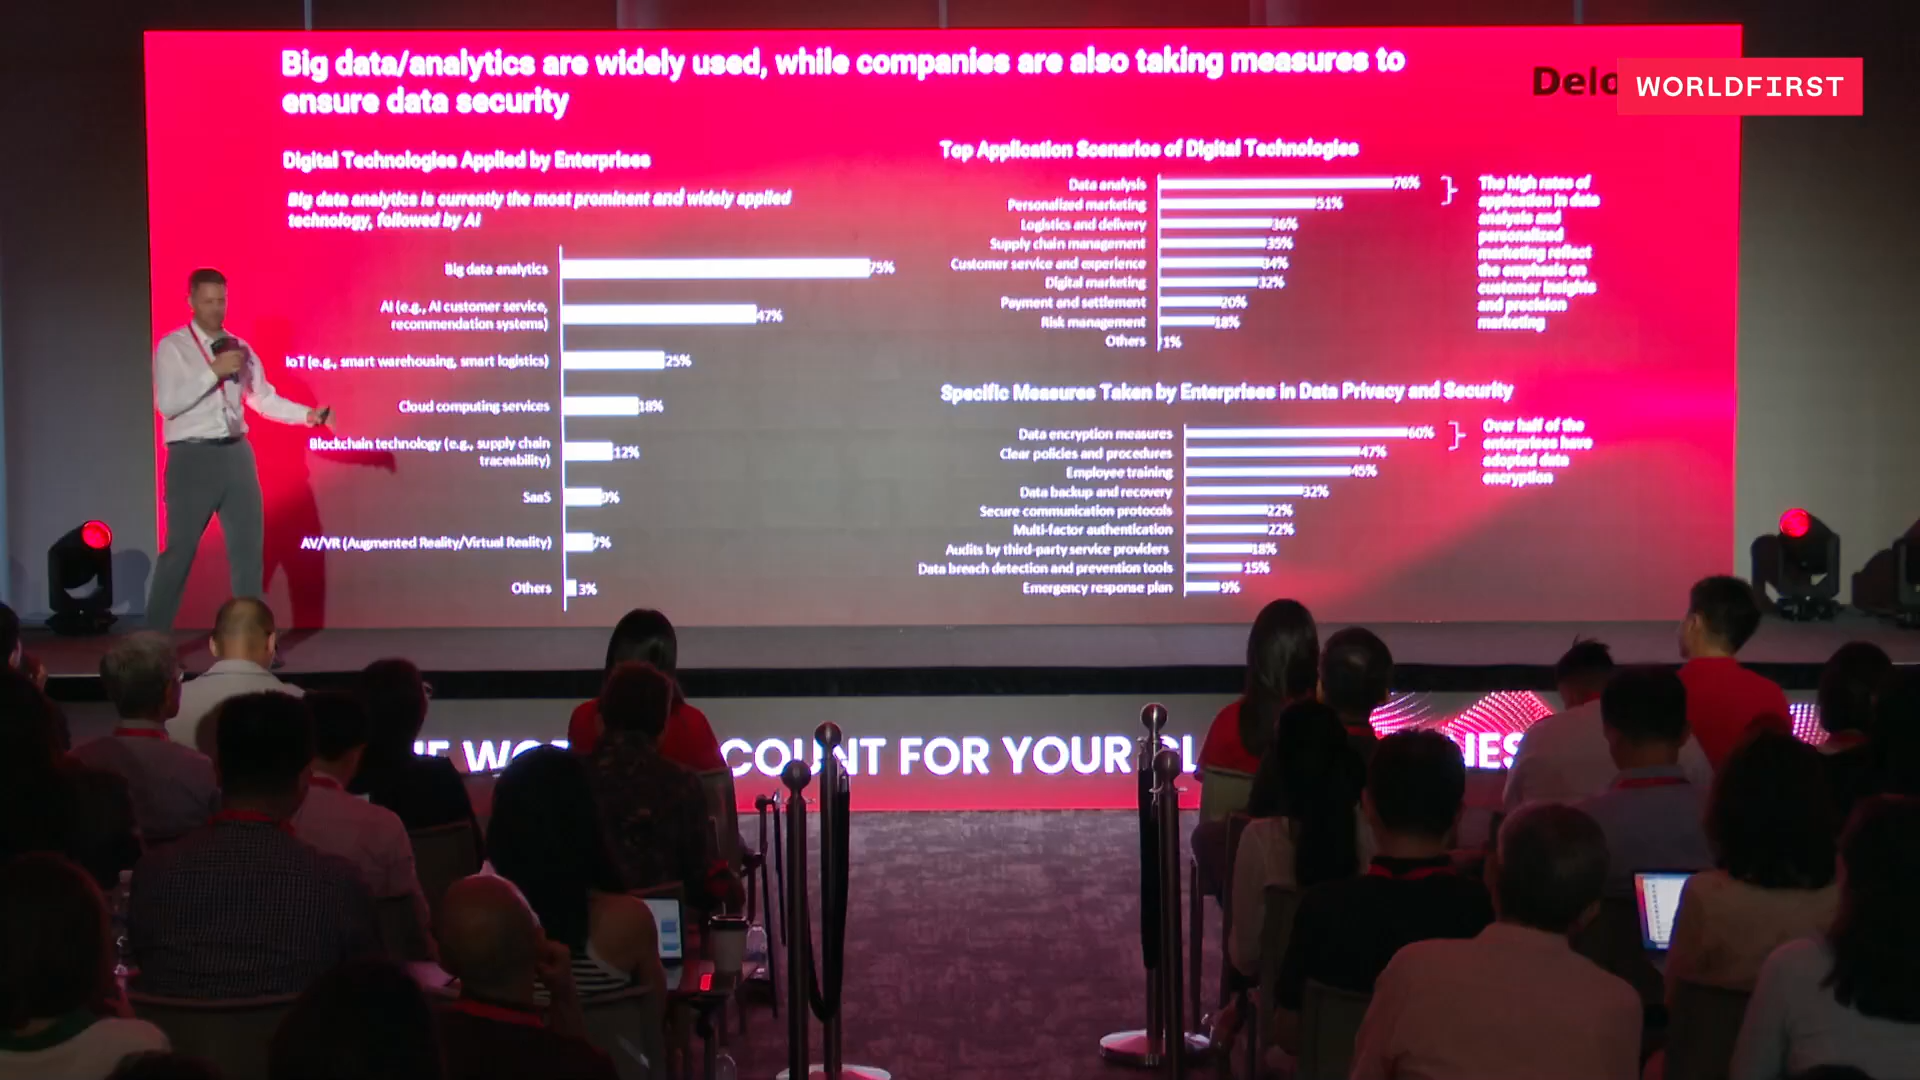 Big data/analytics are widely used, while companies are also taking measures to
ensure data security
WORLDFIRST
Digital Technologies Applied by Enterprises
Big data analytics is currently the most prominent and widely applied
technology, followed by AI
Big data analytics 75%
AI (e.g., AI customer service,
recommendation systems) 47%
IoT (e.g., smart warehousing, smart logistics) 25%
Cloud computing services 18%
Blockchain technology (e.g., supply chain
traceability) 12%
SaaS 9%
AV/VR (Augmented Reality/Virtual Reality) 7%
Others 3%
Top Application Scenarios of Digital Technologies
Data analysis 76%
Personalized marketing 51%
Logistics and delivery 36%
Supply chain management 35%
Customer service and experience 34%
Digital marketing 32%
Payment and settlement 20%
Risk management 18%
Others 1%
The high rates of
application in data
analysis and
personalized
marketing reflect
the emphasis on
customer insights
and precision
marketing
Specific Measures Taken by Enterprises in Data Privacy and Security
Data encryption measures 60%
Clear policies and procedures 47%
Employee training 45%
Data backup and recovery 32%
Secure communication protocols 22%
Multi-factor authentication 22%
Audits by third-party service providers 18%
Data breach detection and prevention tools 15%
Emergency response plan 9%
Over half of the
enterprises have
adopted data
encryption
FOR YOUR